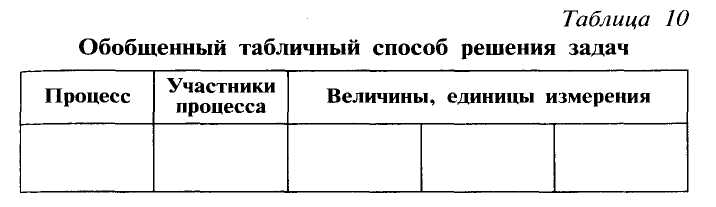 Таблица 10
Обобщенный табличный способ решения задач
Процесс
Участники
процесса
Величины, единицы измерения